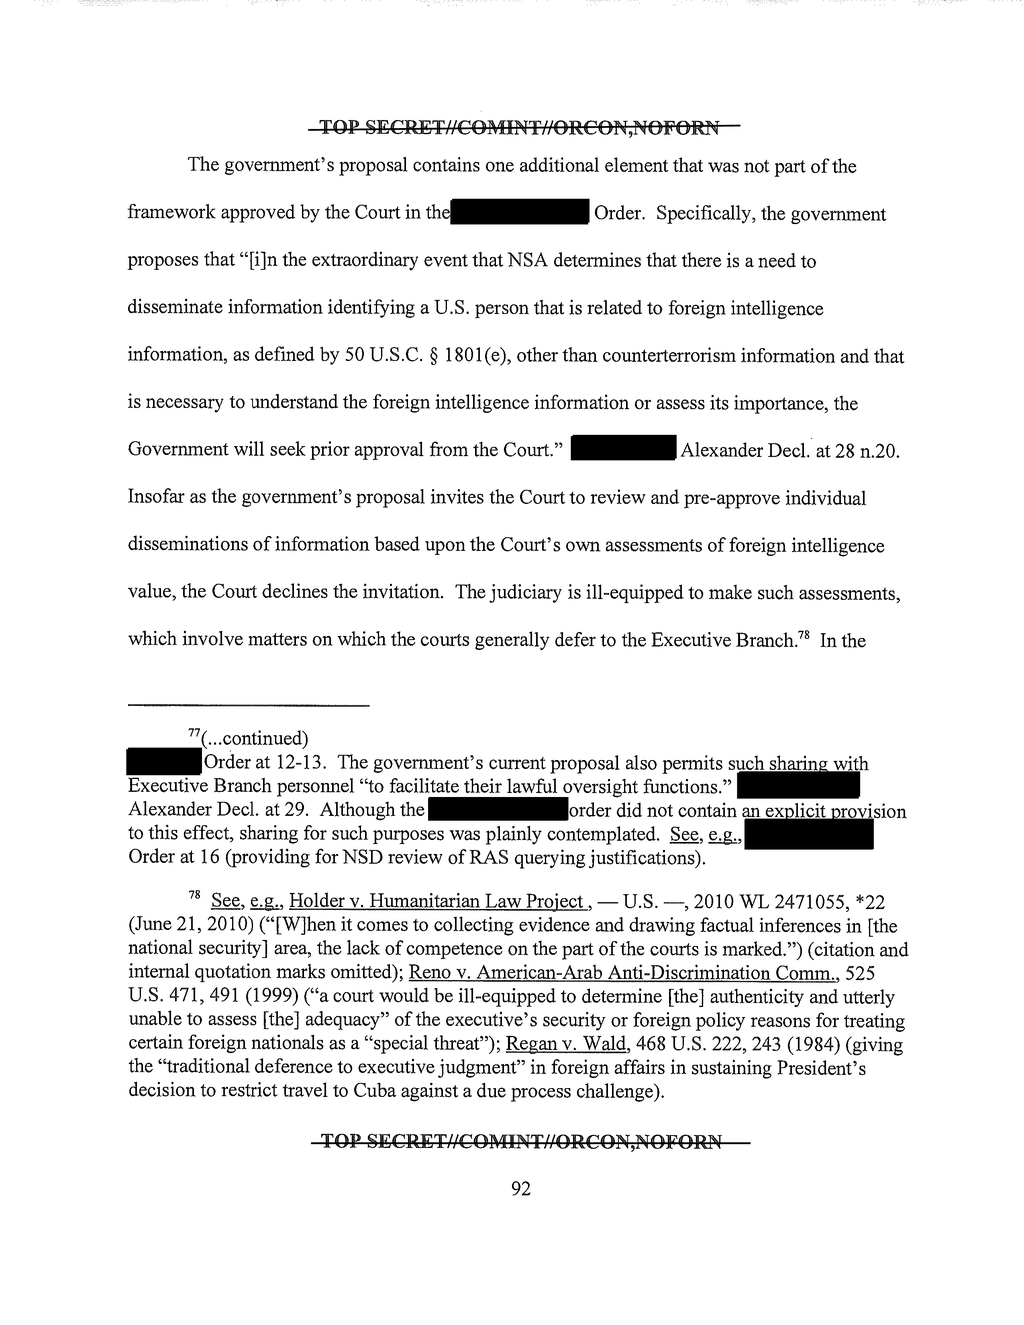 TOP SECRET//COMINT//ORCON,NOFORN
The government's proposal contains one additional element that was not part of the
framework approved by the Court in the Order. Specifically, the government
proposes that “[i]n the extraordinary event that NSA determines that there is a need to
disseminate information identifying a U.S. person that is related to foreign intelligence
information, as defined by 50 U.S.C. § 1801(e), other than counterterrorism information and that
is necessary to understand the foreign intelligence information or assess its importance, the
Government will seek prior approval from the Court.” Alexander Decl. at 28 n.20.
Insofar as the government's proposal invites the Court to review and pre-approve individual
disseminations of information based upon the Court's own assessments of foreign intelligence
value, the Court declines the invitation. The judiciary is ill-equipped to make such assessments,
which involve matters on which the courts generally defer to the Executive Branch.78 In the
77(...continued)
Order at 12-13. The government's current proposal also permits such sharing with
Executive Branch personnel “to facilitate their lawful oversight functions.”
Alexander Decl. at 29. Although the order did not contain an explicit provision
to this effect, sharing for such purposes was plainly contemplated. See, e.g.,
Order at 16 (providing for NSD review of RAS querying justifications).
78 See, e.g., Holder v. Humanitarian Law Project, — U.S. —, 2010 WL 2471055, *22
(June 21, 2010) (“[W]hen it comes to collecting evidence and drawing factual inferences in [the
national security] area, the lack of competence on the part of the courts is marked.”) (citation and
internal quotation marks omitted); Reno v. American-Arab Anti-Discrimination Comm., 525
U.S. 471, 491 (1999) (“a court would be ill-equipped to determine [the] authenticity and utterly
unable to assess [the] adequacy” of the executive's security or foreign policy reasons for treating
certain foreign nationals as a “special threat”); Regan v. Wald, 468 U.S. 222, 243 (1984) (giving
the “traditional deference to executive judgment” in foreign affairs in sustaining President's
decision to restrict travel to Cuba against a due process challenge).
TOP SECRET//COMINT//ORCON,NOFORN
92